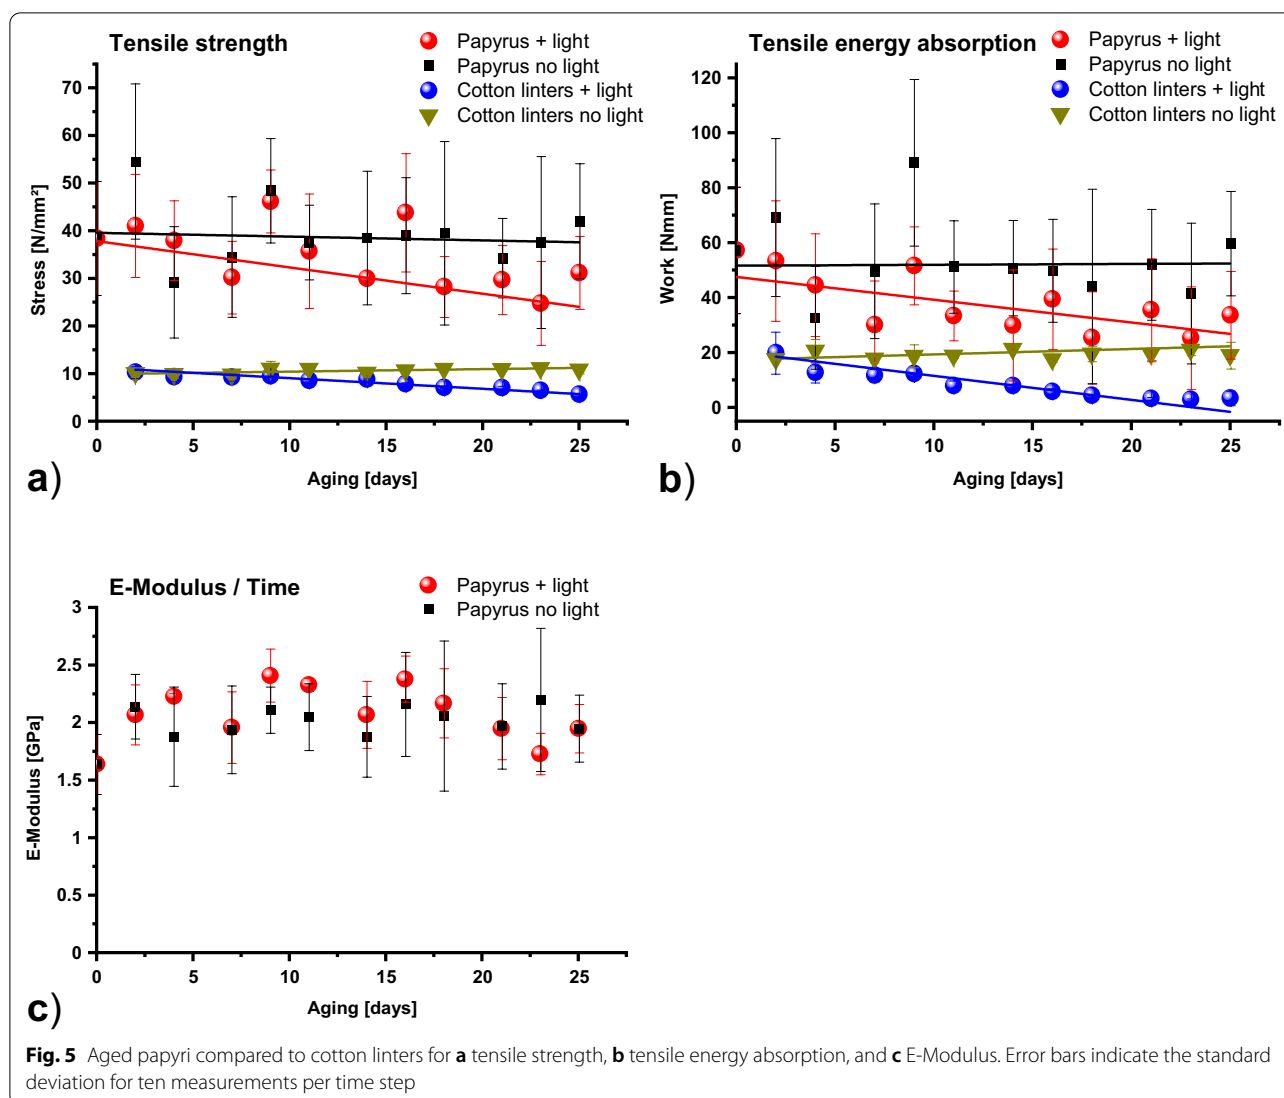 Tensile strength
Papyrus + light
Papyrus no light
Cotton linters + light
Cotton linters no light
70
60
50
40
30
20
10
0
Stress [N/mm²]
0 5 10 15 20 25
Aging [days]
a)
Tensile energy absorption
Papyrus + light
Papyrus no light
Cotton linters + light
Cotton linters no light
120
100
80
60
40
20
0
Work [Nmm]
0 5 10 15 20 25
Aging [days]
b)
E-Modulus / Time
Papyrus + light
Papyrus no light
3
2.5
2
1.5
1
0.5
0
E-Modulus [GPa]
0 5 10 15 20 25
Aging [days]
c)
Fig. 5 Aged papyri compared to cotton linters for a tensile strength, b tensile energy absorption, and c E-Modulus. Error bars indicate the standard
deviation for ten measurements per time step